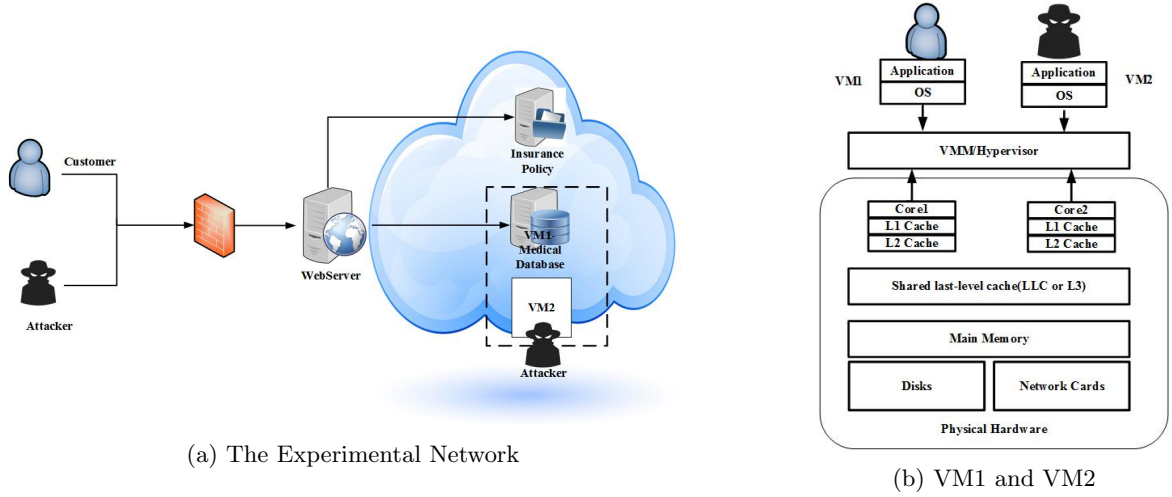 Customer
Attacker
WebServer
Insurance
Policy
VM1-
Medical
Database
VM2
Attacker
(a) The Experimental Network
VM1
Application
OS
Application
OS
VM2
VMM/Hypervisor
Core1
L1 Cache
L2 Cache
Core2
L1 Cache
L2 Cache
Shared last-level cache(LLC or L3)
Main Memory
Disks
Network Cards
Physical Hardware
(b) VM1 and VM2